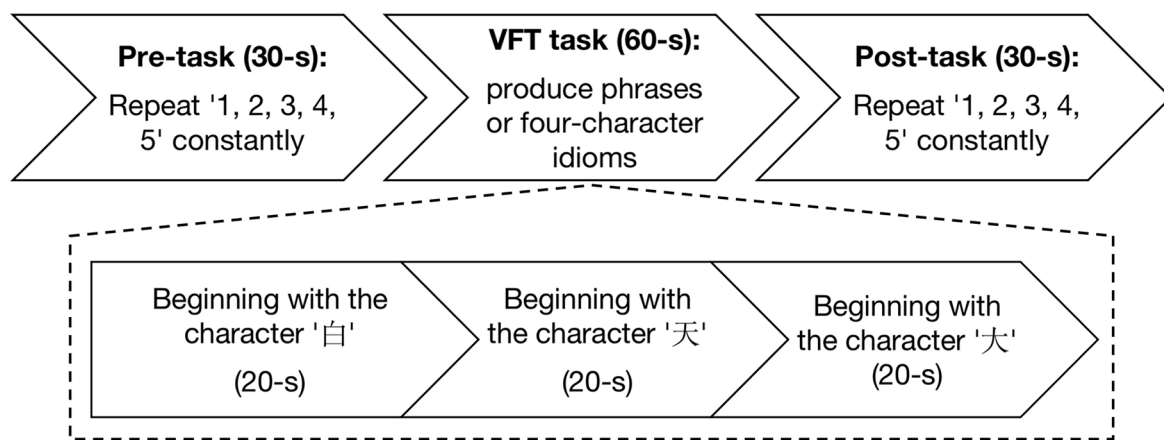 Pre-task (30-s):
Repeat '1, 2, 3, 4,
5' constantly
VFT task (60-s):
produce phrases
or four-character
idioms
Post-task (30-s):
Repeat '1, 2, 3, 4,
5' constantly
Beginning with the
character '白'
(20-s)
Beginning with
the character '天'
(20-s)
Beginning with
the character '大'
(20-s)